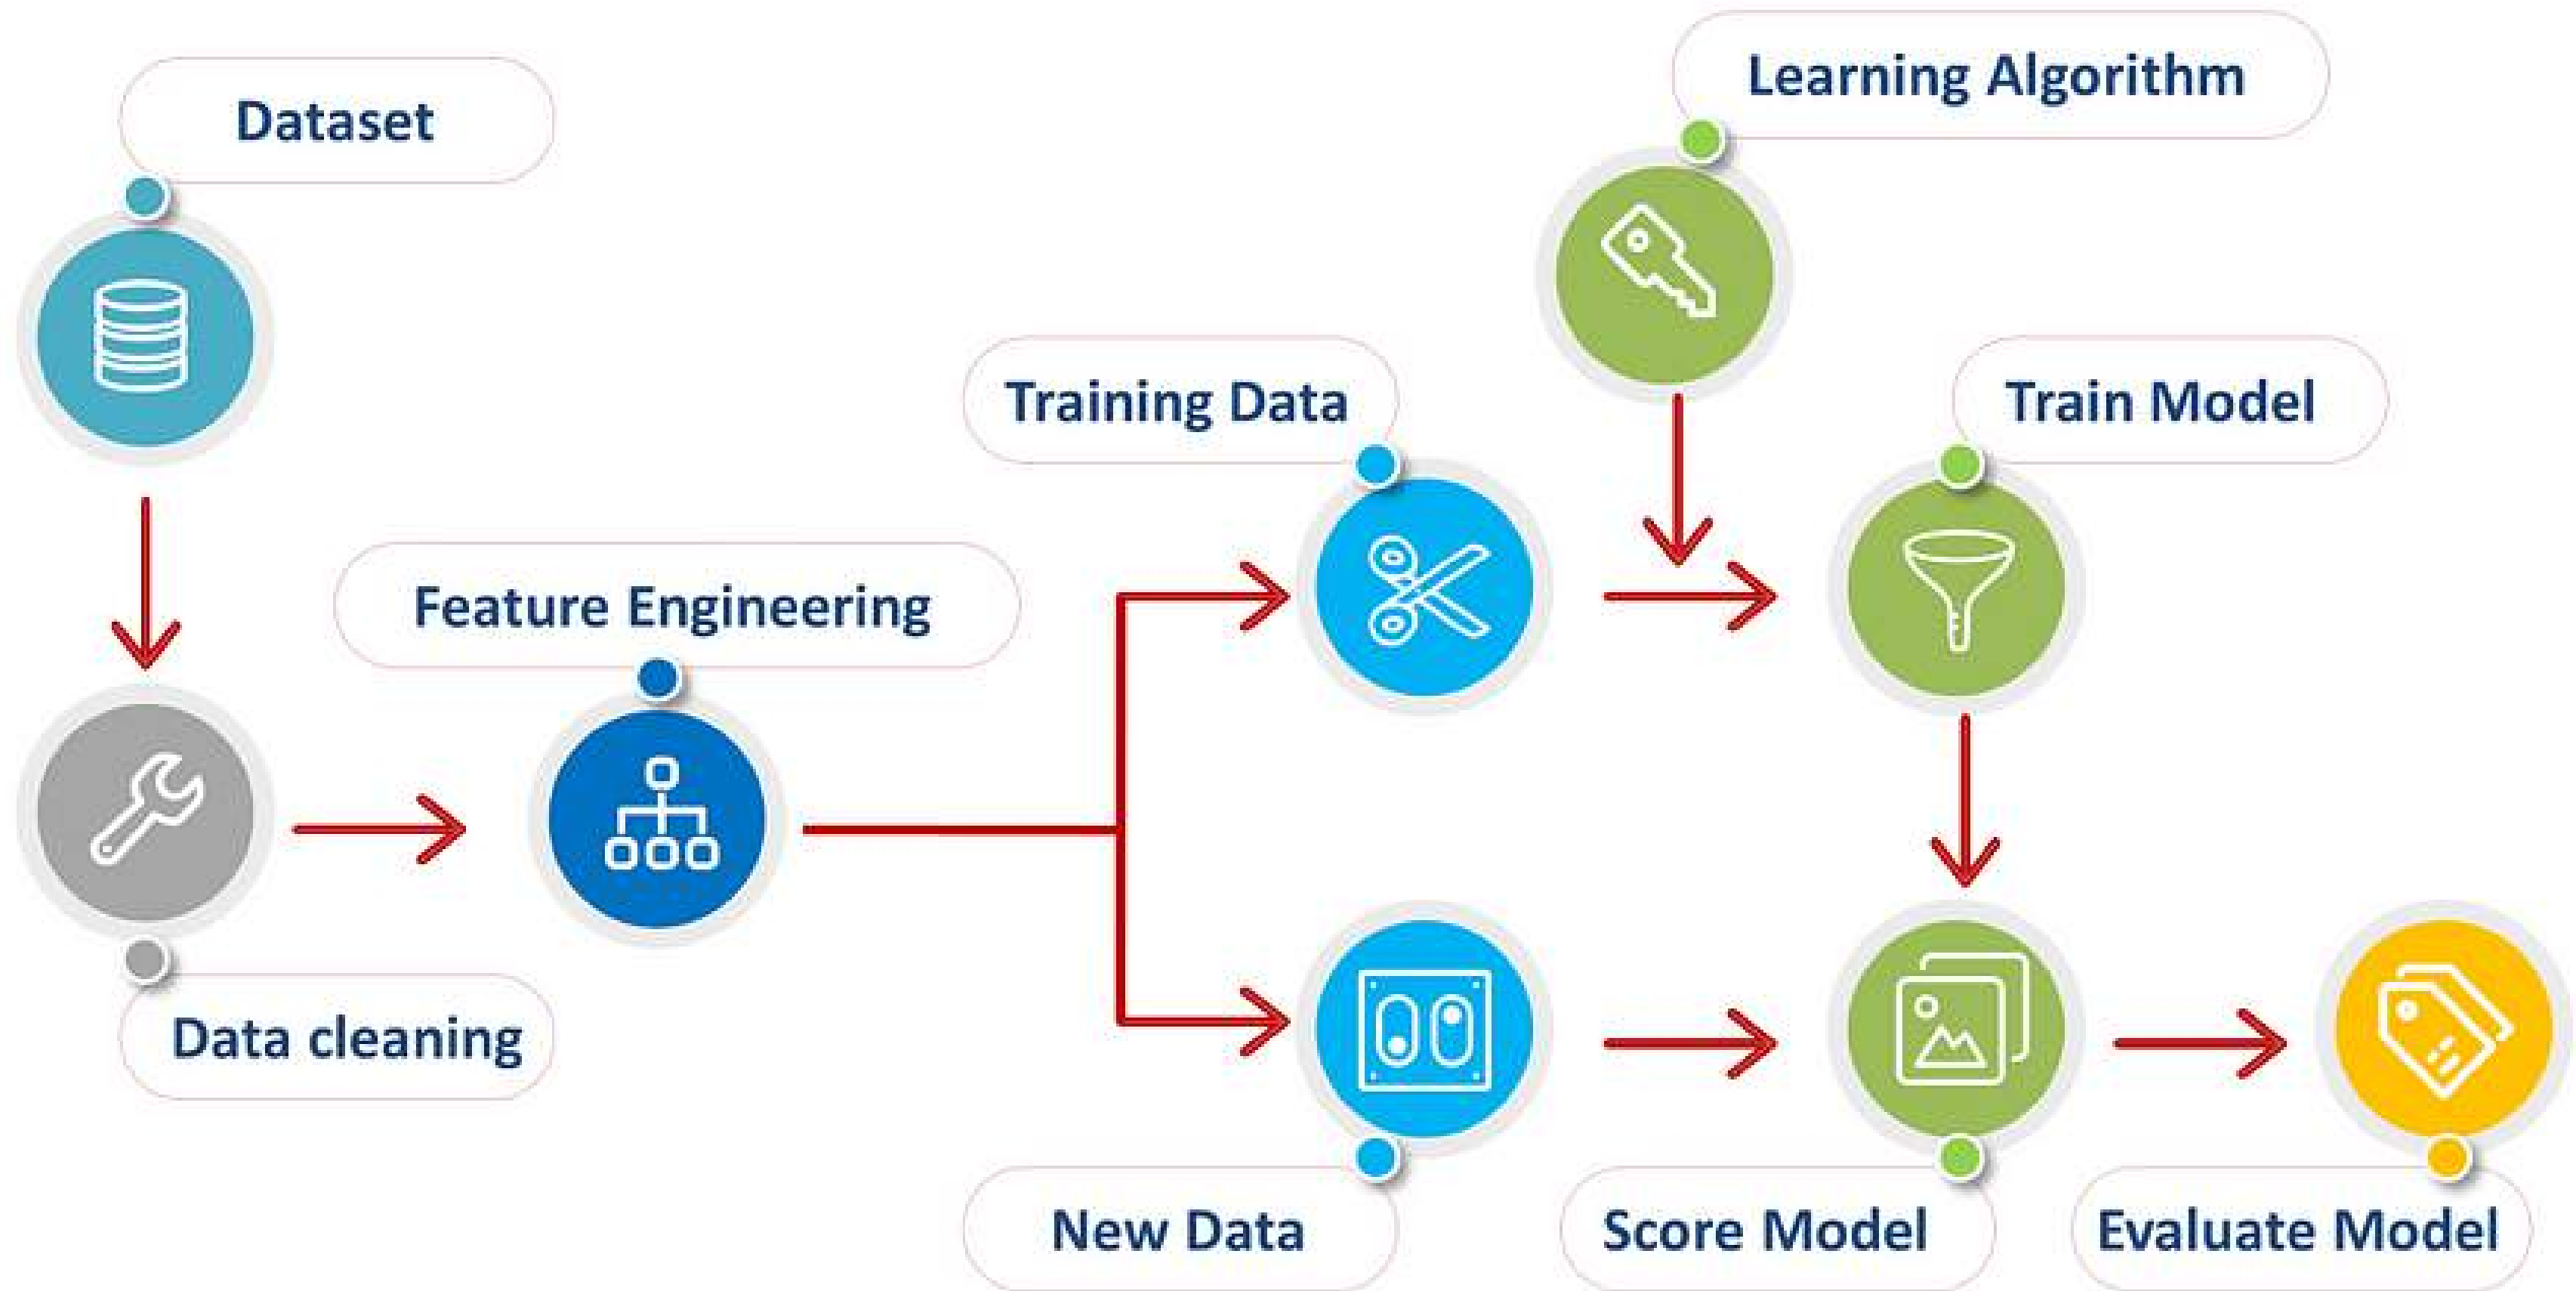 Learning Algorithm
Dataset
Training Data
Train Model
Feature Engineering
Data cleaning
New Data
Score Model
Evaluate Model